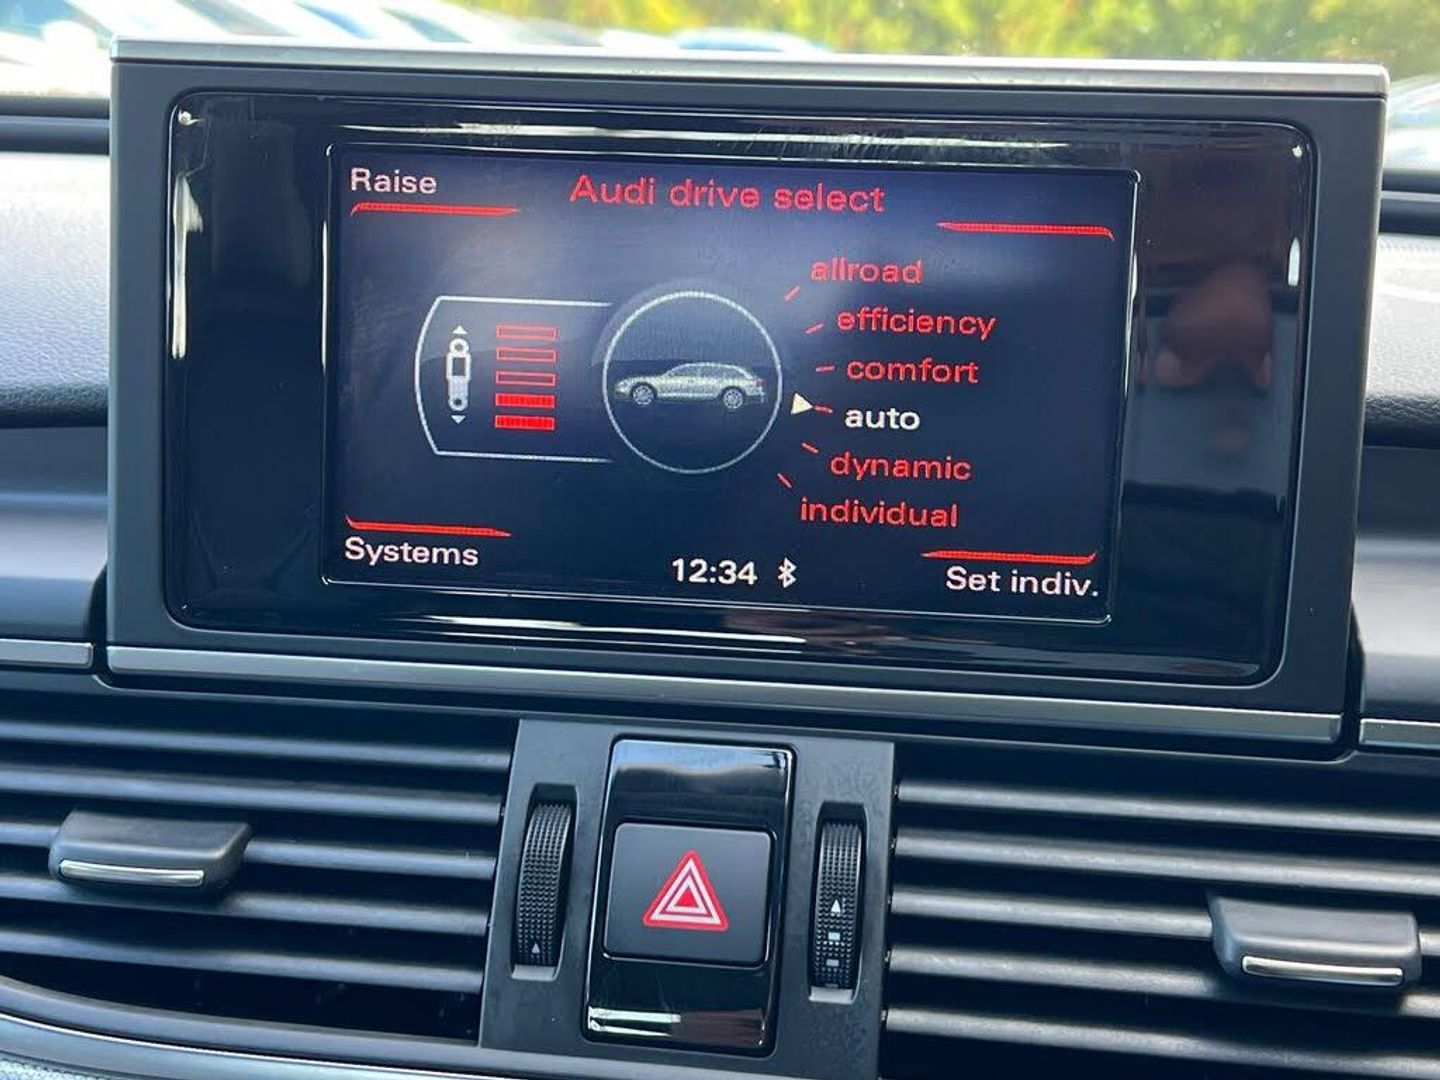 Raise
Audi drive select
allroad
efficiency
comfort
auto
dynamic
individual
Systems
12:34
Set indiv.